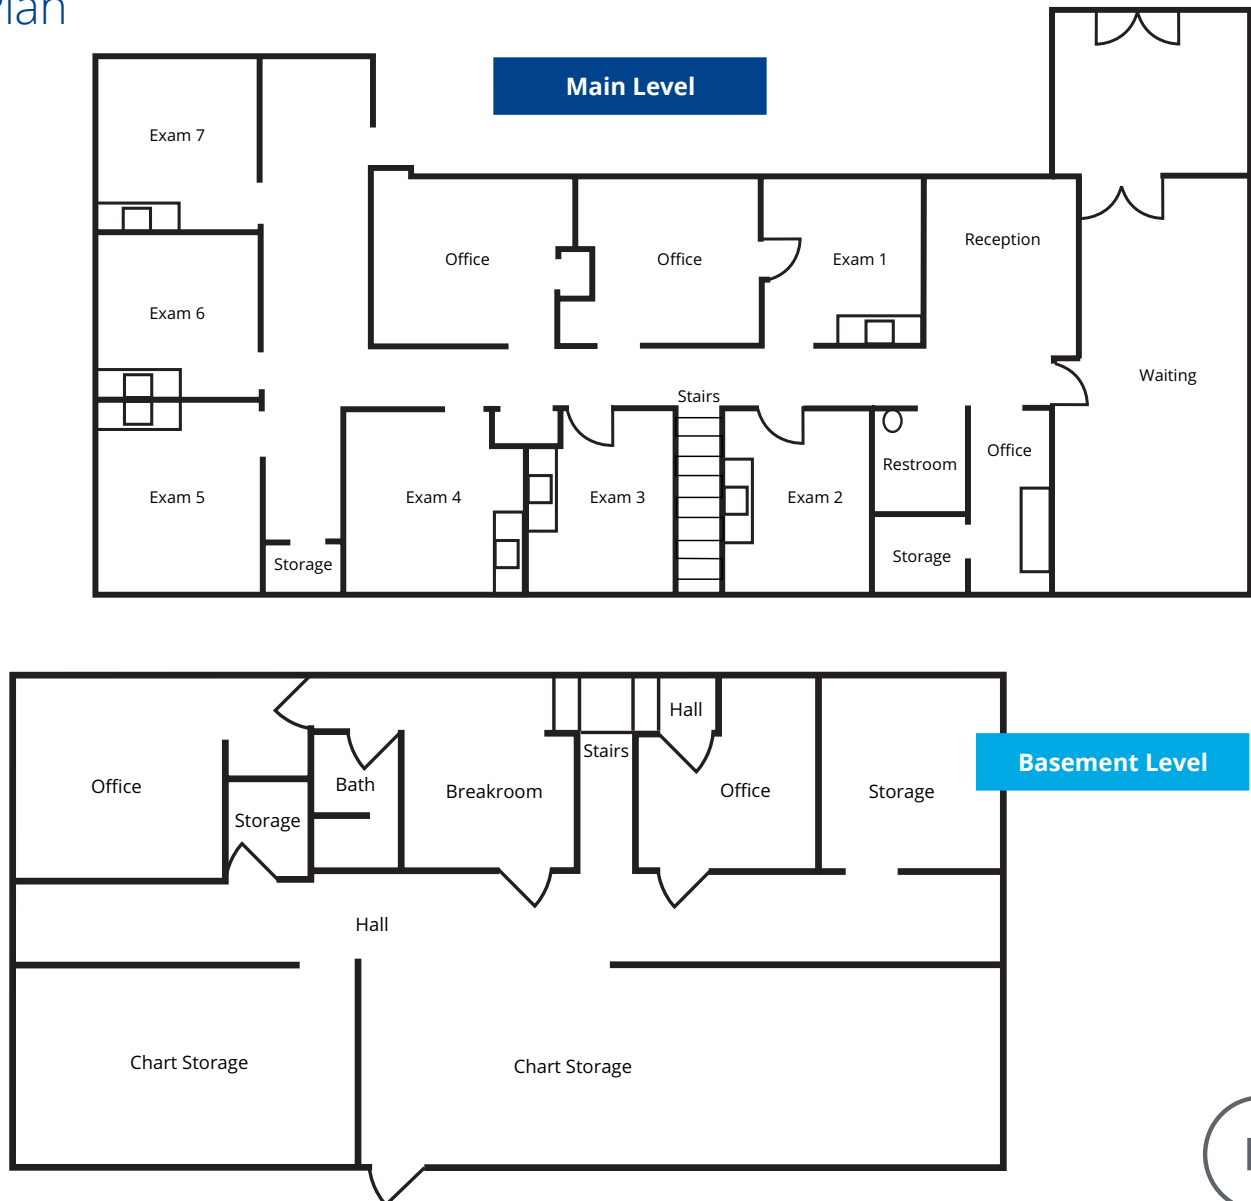 Main Level
Exam 7
Reception
Office
Office
Exam 1
Exam 6
Waiting
Stairs
Office
Restroom
Exam 5
Exam 4
Exam 3
Exam 2
Storage
Storage
Hall
Basement Level
Stairs
Office
Bath
Breakroom
Office
Storage
Storage
Hall
Chart Storage
Chart Storage